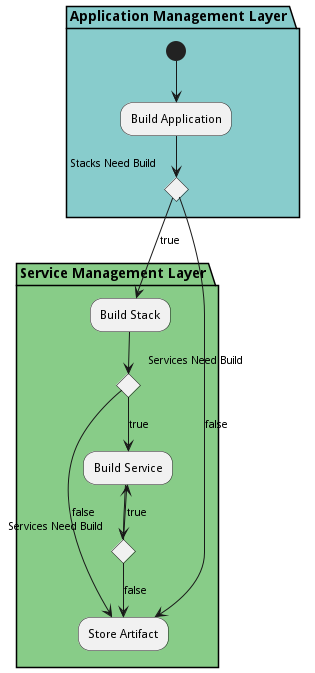 Application Management Layer
Build Application
Stacks Need Build
true
Service Management Layer
Build Stack
Services Need Build
true
false
Build Service
false
true
Services Need Build
false
Store Artifact